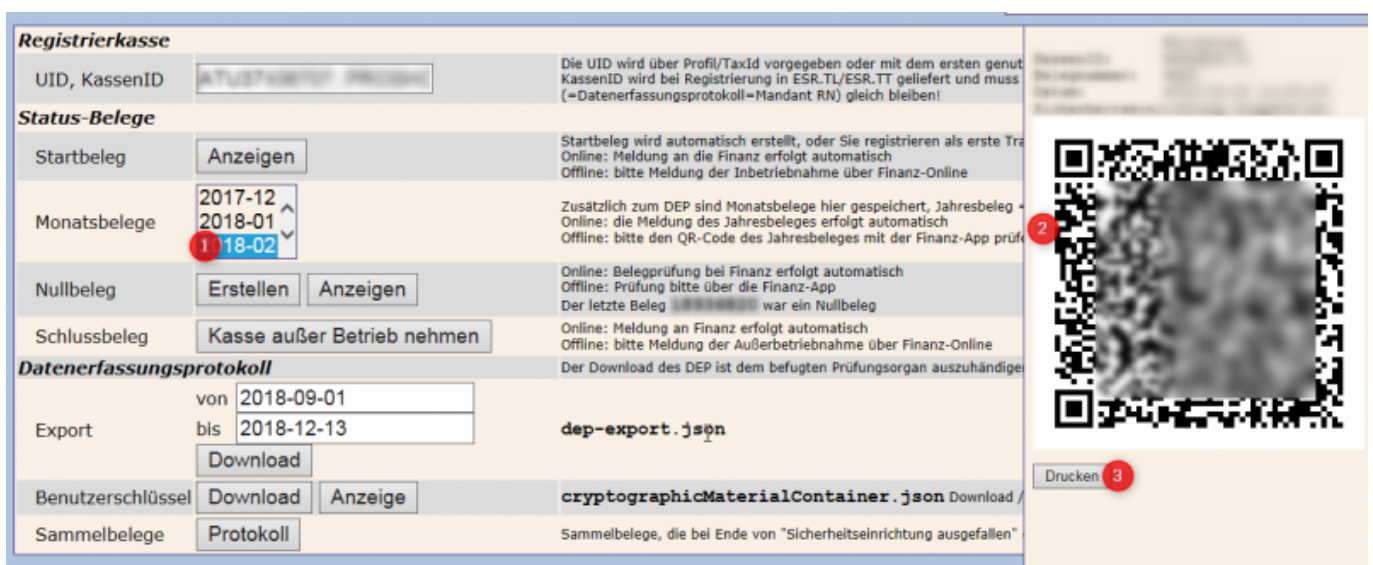 Registrierkasse
UID, KassenID
Die UID wird über Profil/TaxId vorgegeben oder mit dem ersten genut
KassenID wird bei Registrierung in ESR.TL/ESR.TT geliefert und muss
(=Datenerfassungsprotokoll=Mandant RN) gleich bleiben!
Status-Belege
Startbeleg
Anzeigen
Startbeleg wird automatisch erstellt, oder Sie registrieren als erste Tra
Online: Meldung an die Finanz erfolgt automatisch
Offline: bitte Meldung der Inbetriebnahme über Finanz-Online
Monatsbelege
2017-12
2018-01
1
018-02
Zusätzlich zum DEP sind Monatsbelege hier gespeichert, Jahresbeleg =
Online: die Meldung des Jahresbeleges erfolgt automatisch
Offline: bitte den QR-Code des Jahresbeleges mit der Finanz-App prüfe
Nullbeleg
Erstellen Anzeigen
Online: Belegprüfung bei Finanz erfolgt automatisch
Offline: Prüfung bitte über die Finanz-App
Der letzte Beleg war ein Nullbeleg
Schlussbeleg
Kasse außer Betrieb nehmen
Online: Meldung an Finanz erfolgt automatisch
Offline: bitte Meldung der Außerbetriebnahme über Finanz-Online
Datenerfassungsprotokoll
Der Download des DEP ist dem befugten Prüfungsorgan auszuhändigen
Export
von 2018-09-01
bis 2018-12-13
Download
dep-export.json
Benutzerschlüssel
Download Anzeige
cryptographicMaterialContainer.json Download /
Sammelbelege
Protokoll
Sammelbelege, die bei Ende von "Sicherheitseinrichtung ausgefallen"
2
Drucken 3